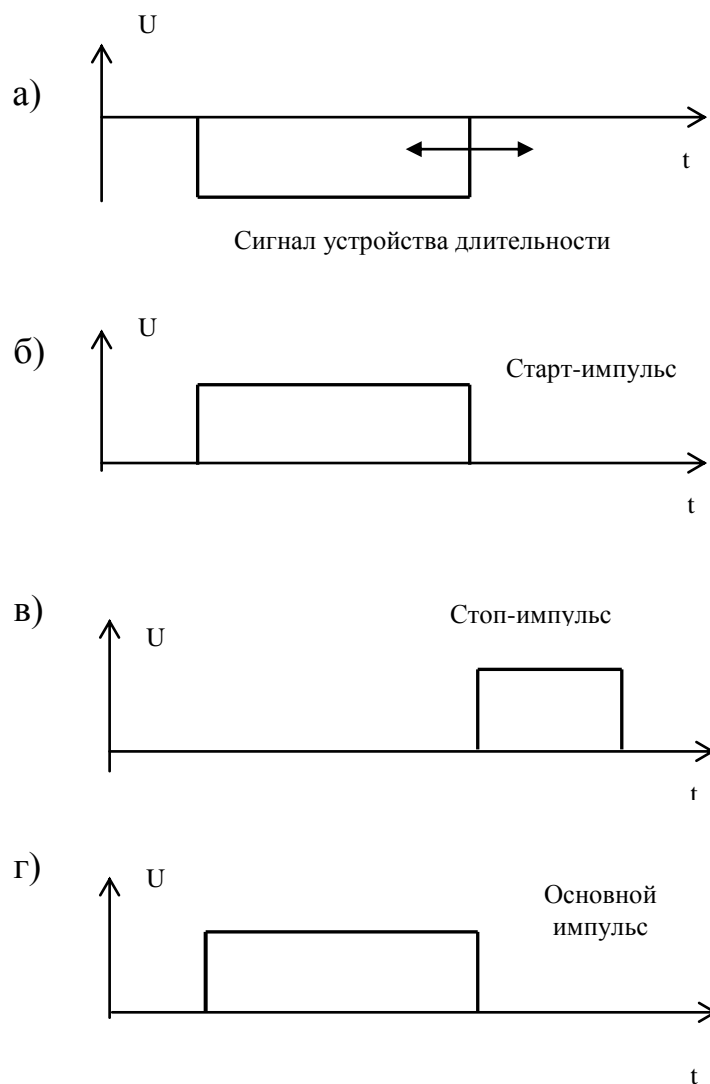 U
а)
t
Сигнал устройства длительности
U
б)
Старт-импульс
t
в)
Стоп-импульс
U
t
г)
U
Основной
импульс
t